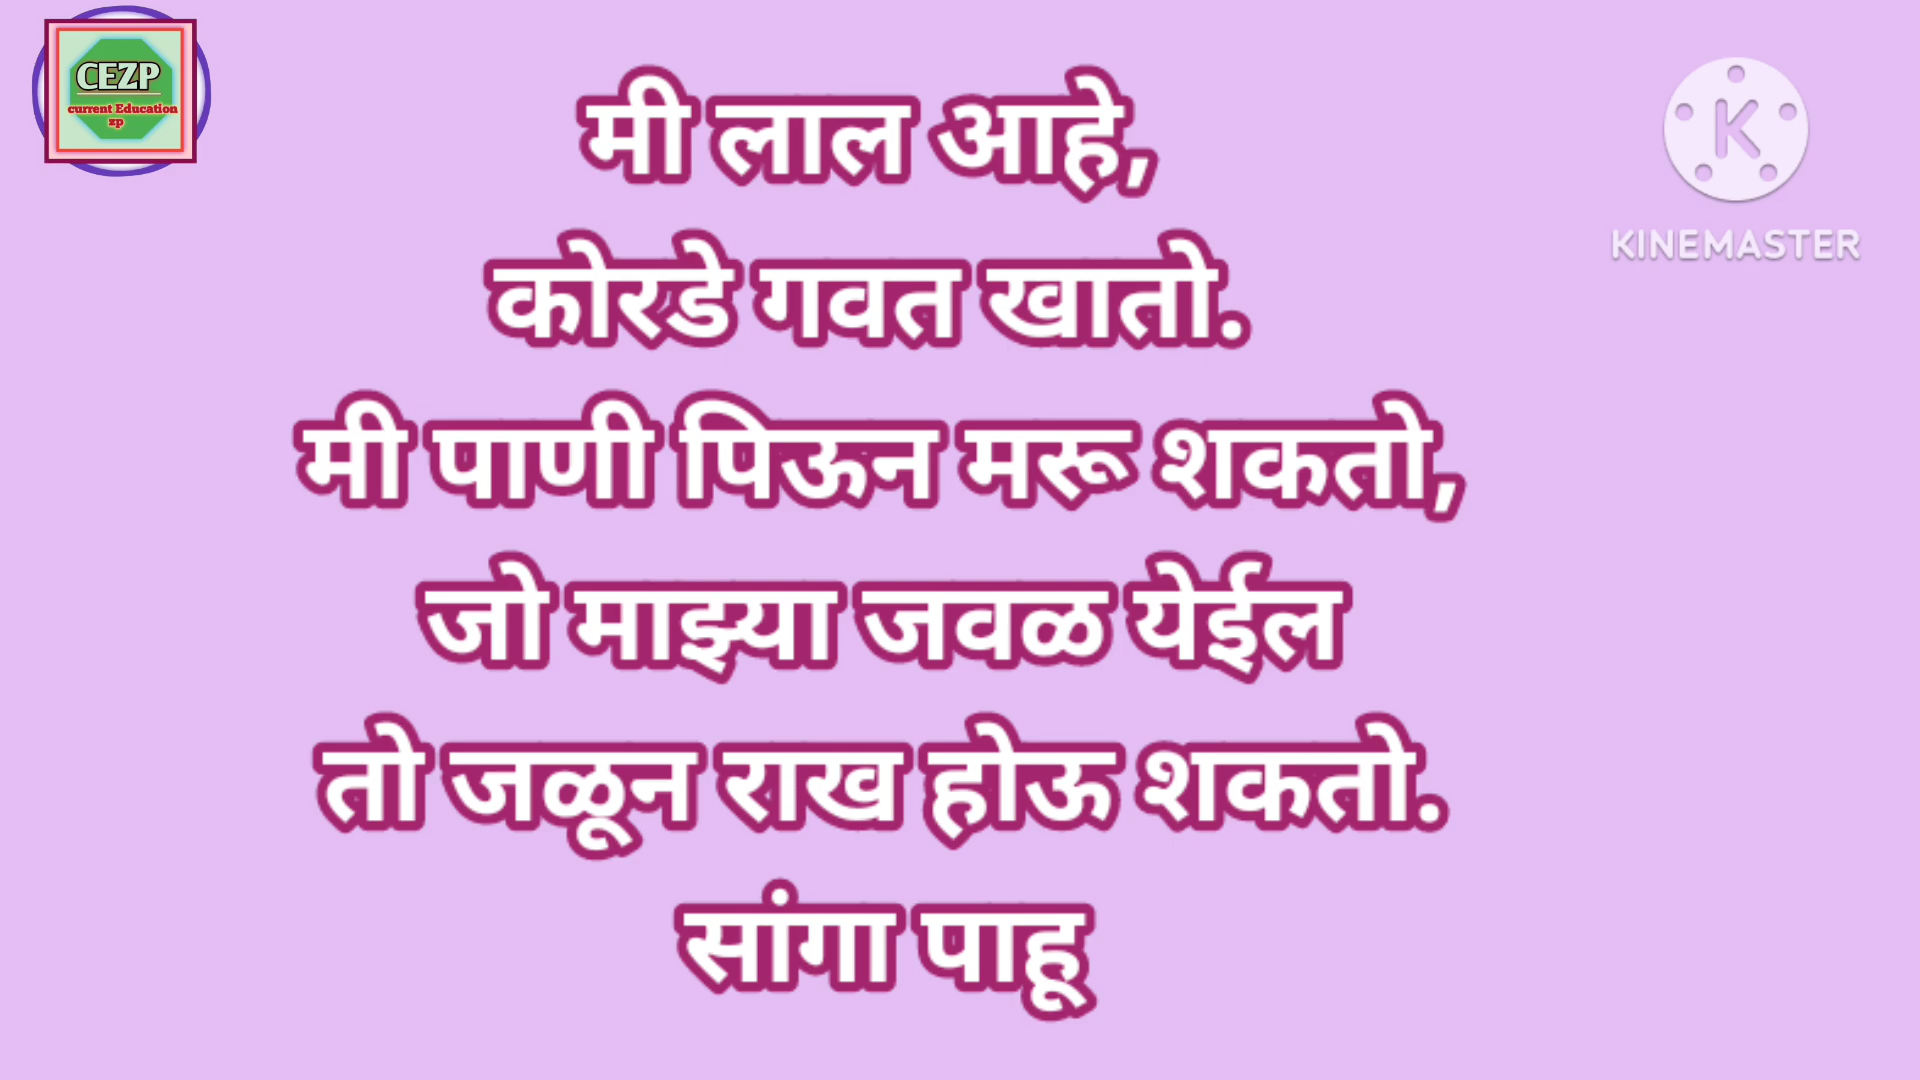 CEZP
current Education
zp
K
KINEMASTER
मी लाल आहे,
कोरडे गवत खातो.
मी पाणी पिऊन मरू शकतो,
जो माझ्या जवळ येईल
तो जळून राख होऊ शकतो.
सांगा पाहू